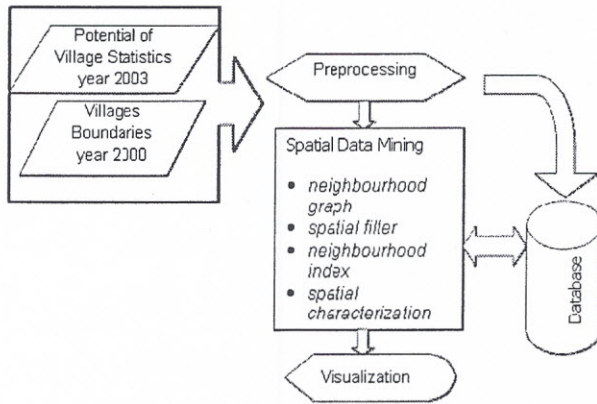 Potential of
Village Statistics
year 2003
Villages
Boundaries
year 2000
Preprocessing
Spatial Data Mining
• neighbourhood
graph
• spatial filler
• neighbourhood
index
• spatial
characterization
Database
Visualization